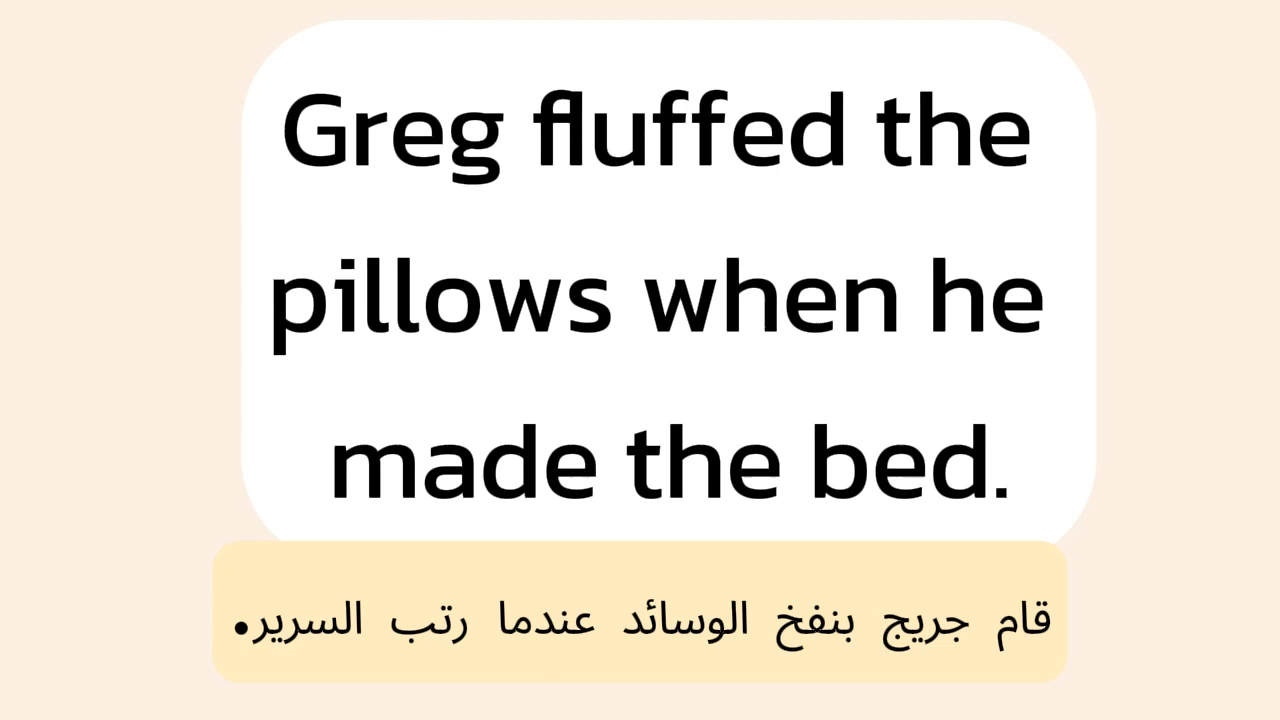 Greg fluffed the
pillows when he
made the bed.
قام جريج بنفخ الوسائد عندما رتب السرير.